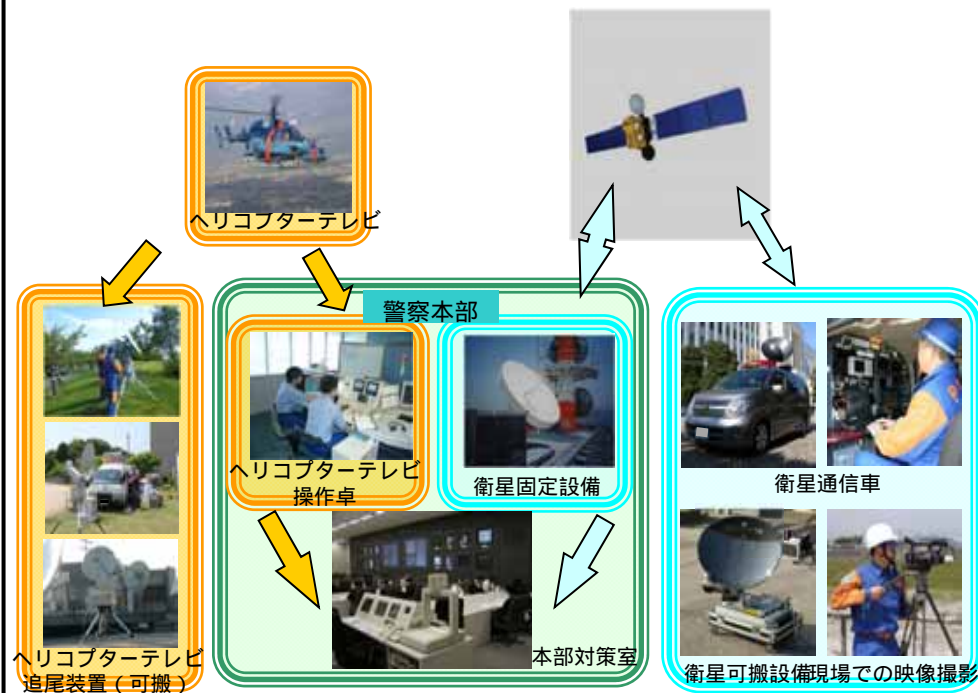 ヘリコプターテレビ
警察本部
ヘリコプターテレビ
操作卓
衛星固定設備
衛星通信車
本部対策室
ヘリコプターテレビ
追尾装置(可搬)
衛星可搬設備
現場での映像撮影